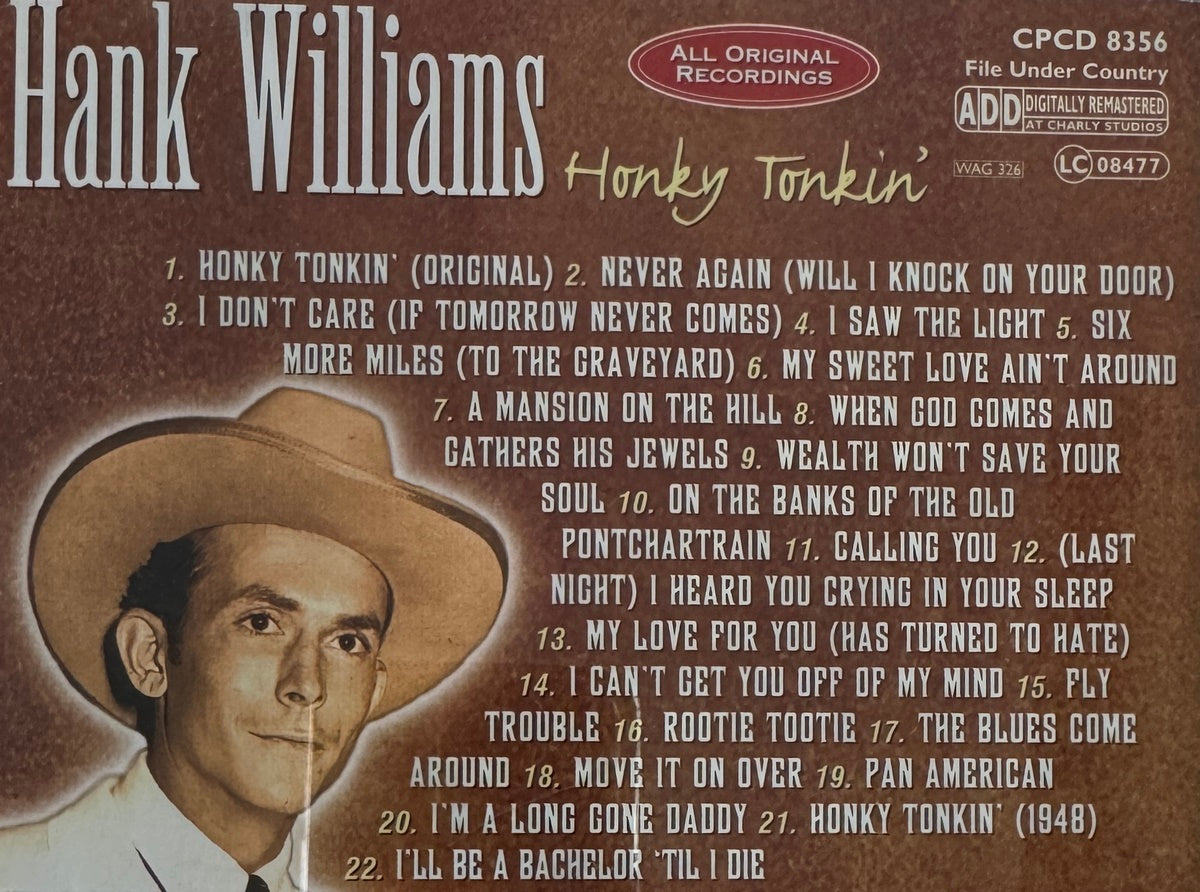 Hank Williams
ALL ORIGINAL
RECORDINGS
Honky Tonkin'
CPCD 8356
File Under Country
ADD DIGITALLY REMASTERED
AT CHARLY STUDIOS
WAG 326
LC 08477
1. HONKY TONKIN' (ORIGINAL) 2. NEVER AGAIN (WILL I KNOCK ON YOUR DOOR)
3. I DON'T CARE (IF TOMORROW NEVER COMES) 4. I SAW THE LIGHT 5. SIX
MORE MILES (TO THE GRAVEYARD) 6. MY SWEET LOVE AIN'T AROUND
7. A MANSION ON THE HILL 8. WHEN GOD COMES AND
GATHERS HIS JEWELS 9. WEALTH WON'T SAVE YOUR
SOUL 10. ON THE BANKS OF THE OLD
PONTCHARTRAIN 11. CALLING YOU 12. (LAST
NIGHT) I HEARD YOU CRYING IN YOUR SLEEP
13. MY LOVE FOR YOU (HAS TURNED TO HATE)
14. I CAN'T GET YOU OFF OF MY MIND 15. FLY
TROUBLE 16. ROOTIE TOOTIE 17. THE BLUES COME
AROUND 18. MOVE IT ON OVER 19. PAN AMERICAN
20. I'M A LONG GONE DADDY 21. HONKY TONKIN' (1948)
22. I'LL BE A BACHELOR 'TIL I DIE